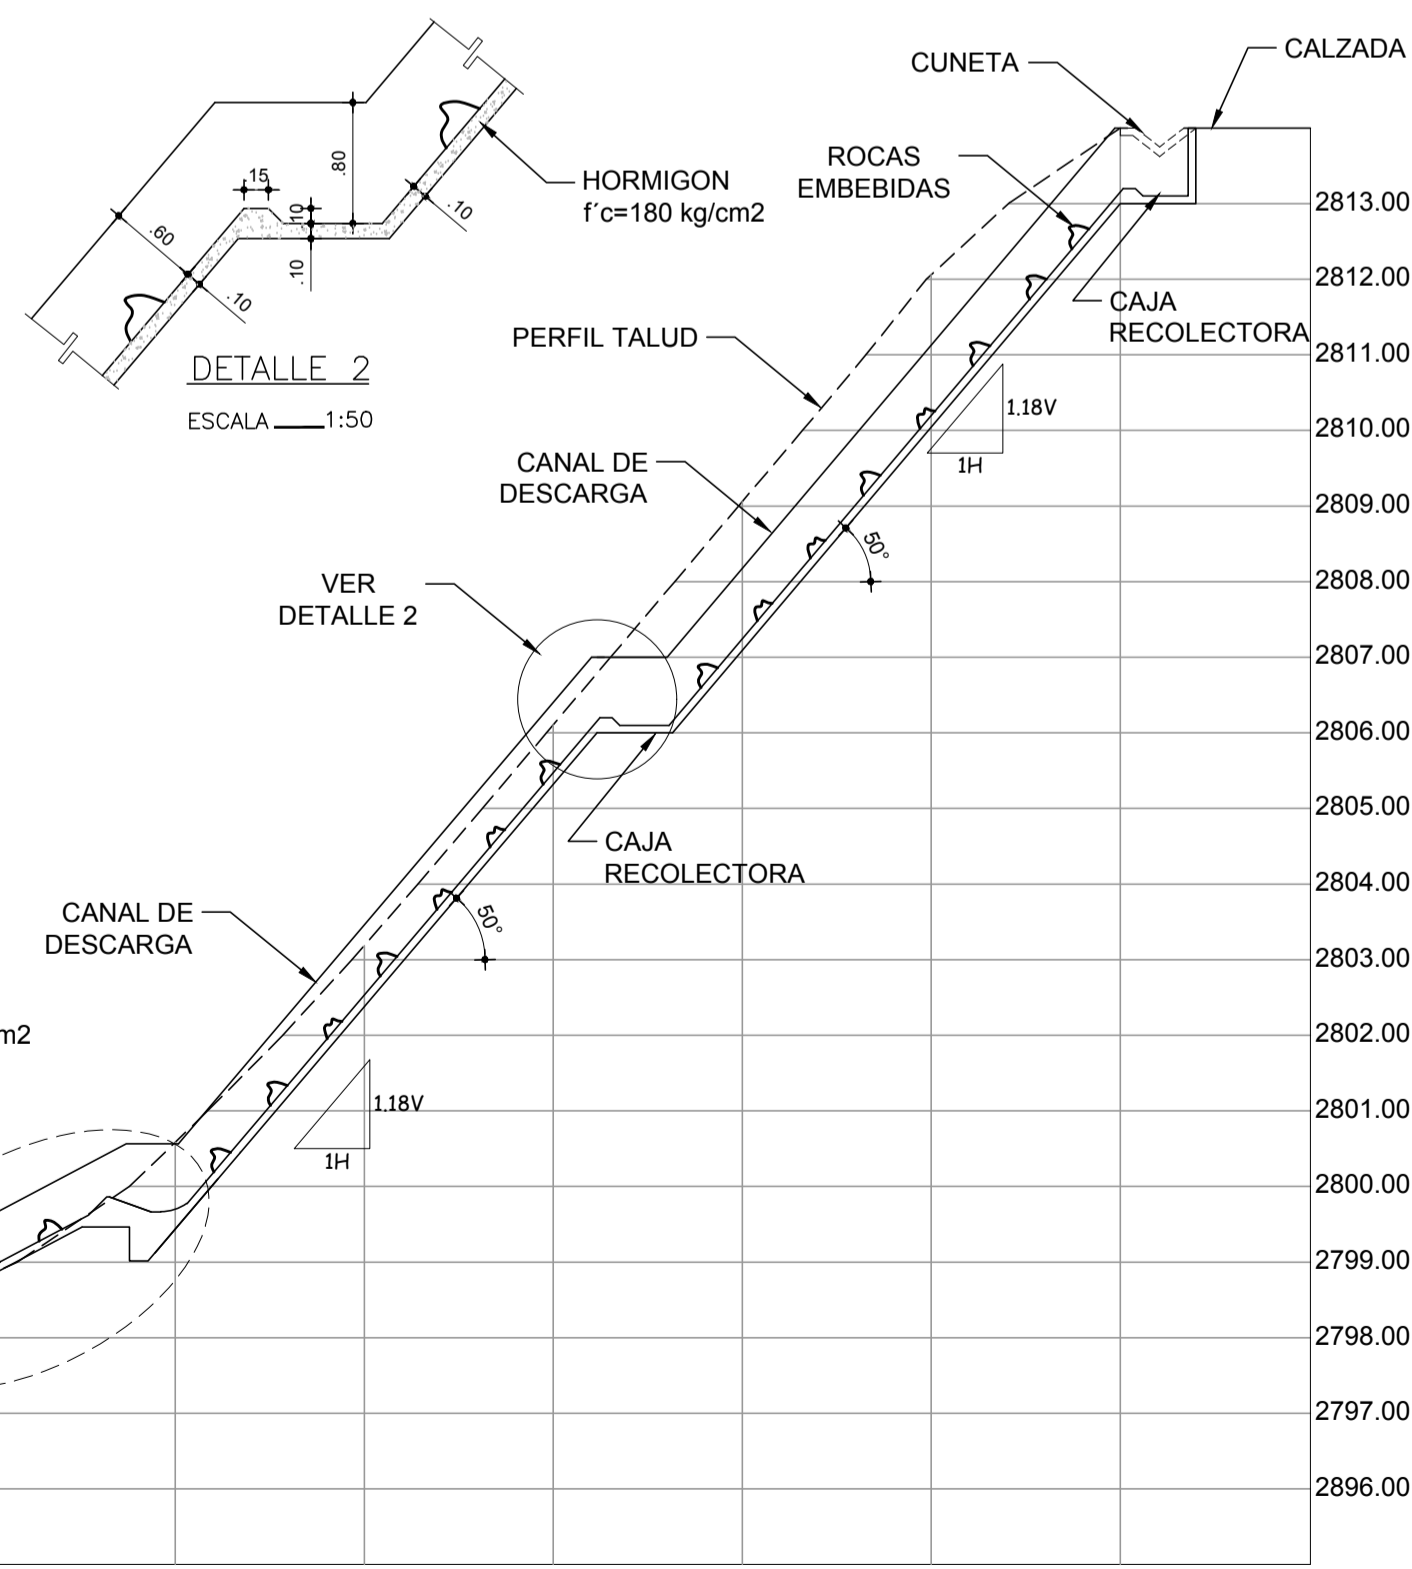 .15
.80
.10
.10
.10
.60
.10
HORMIGON
f´c=180 kg/cm2
DETALLE 2
ESCALA 1:50
CUNETA
CALZADA
ROCAS
EMBEBIDAS
CAJA
RECOLECTORA
PERFIL TALUD
1.18V
1H
CANAL DE
DESCARGA
50°
VER
DETALLE 2
CAJA
RECOLECTORA
50°
CANAL DE
DESCARGA
m2
1.18V
1H
2813.00
2812.00
2811.00
2810.00
2809.00
2808.00
2807.00
2806.00
2805.00
2804.00
2803.00
2802.00
2801.00
2800.00
2799.00
2798.00
2797.00
2896.00